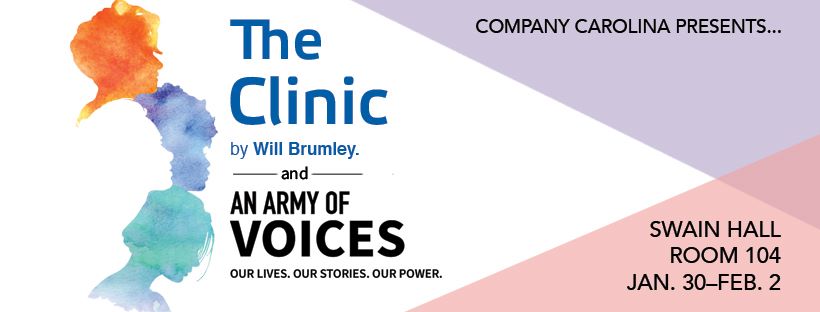 COMPANY CAROLINA PRESENTS...
The
Clinic
by Will Brumley.
and
AN ARMY OF
VOICES
OUR LIVES. OUR STORIES. OUR POWER.
SWAIN HALL
ROOM 104
JAN. 30–FEB. 2